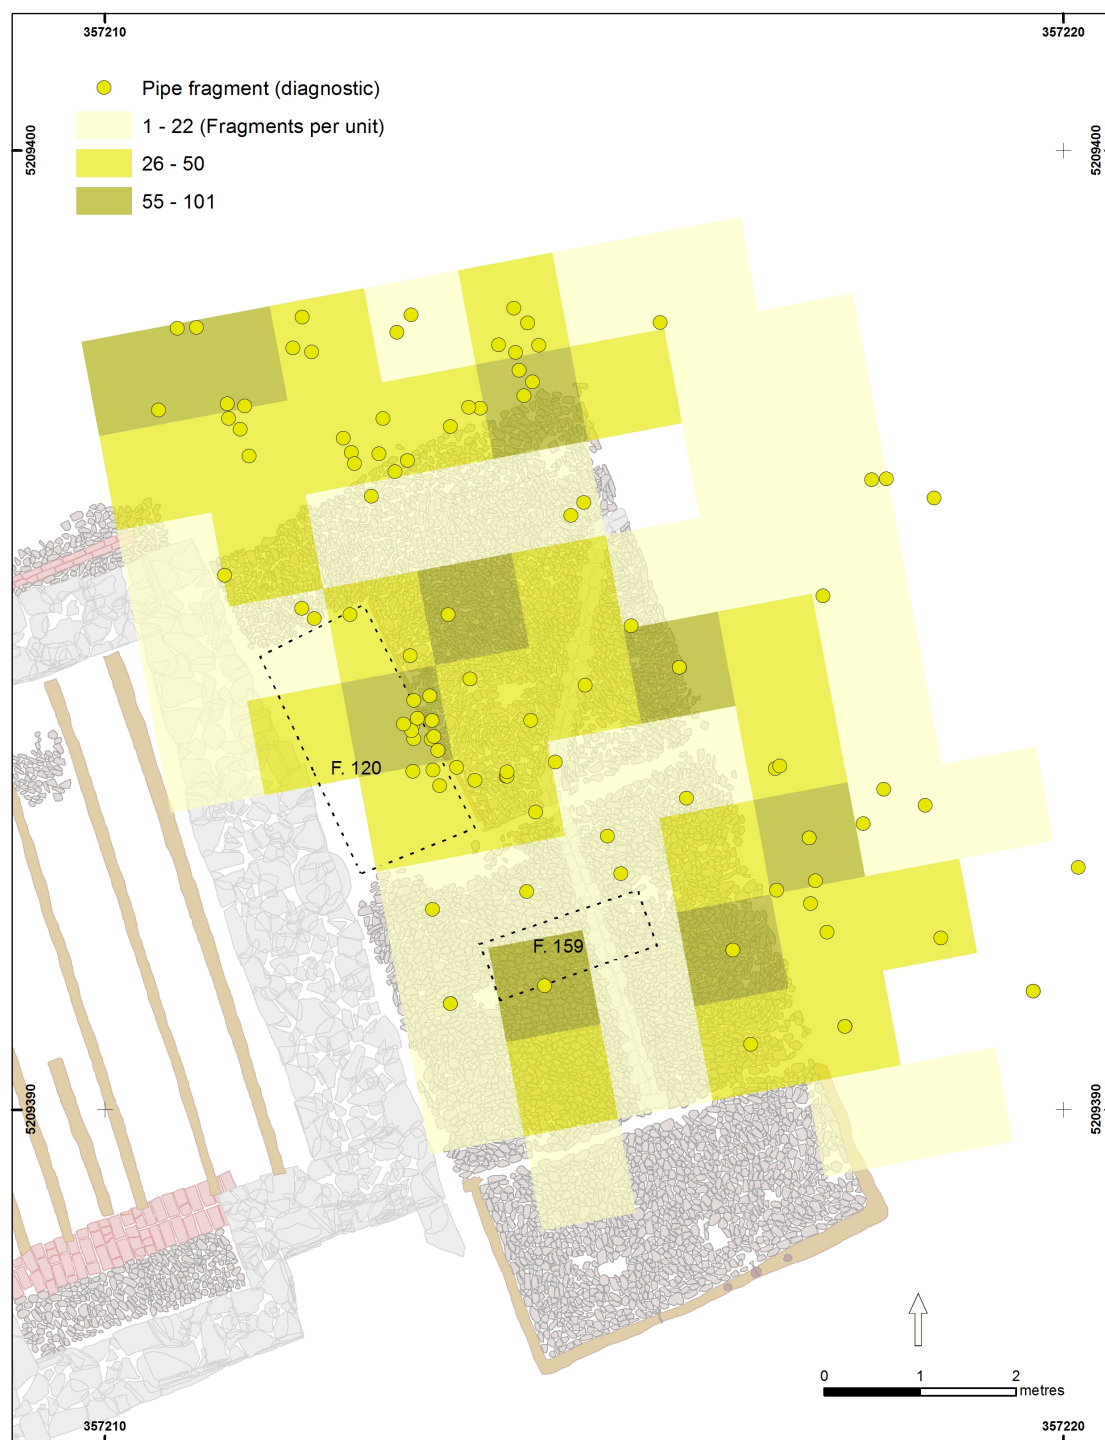 357210
357220
Pipe fragment (diagnostic)
1 - 22 (Fragments per unit)
26 - 50
55 - 101
5209400
5209400
F. 120
F. 159
5209390
5209390
0 1 2
metres
357210
357220